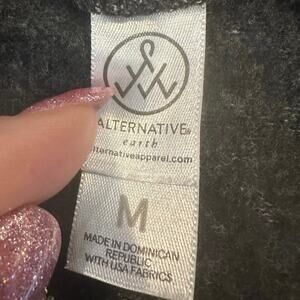 ALTERNATIVE®
earth
lternativeapparel.com
M
MADE IN DOMINICAN
REPUBLIC
WITH USA FABRICS